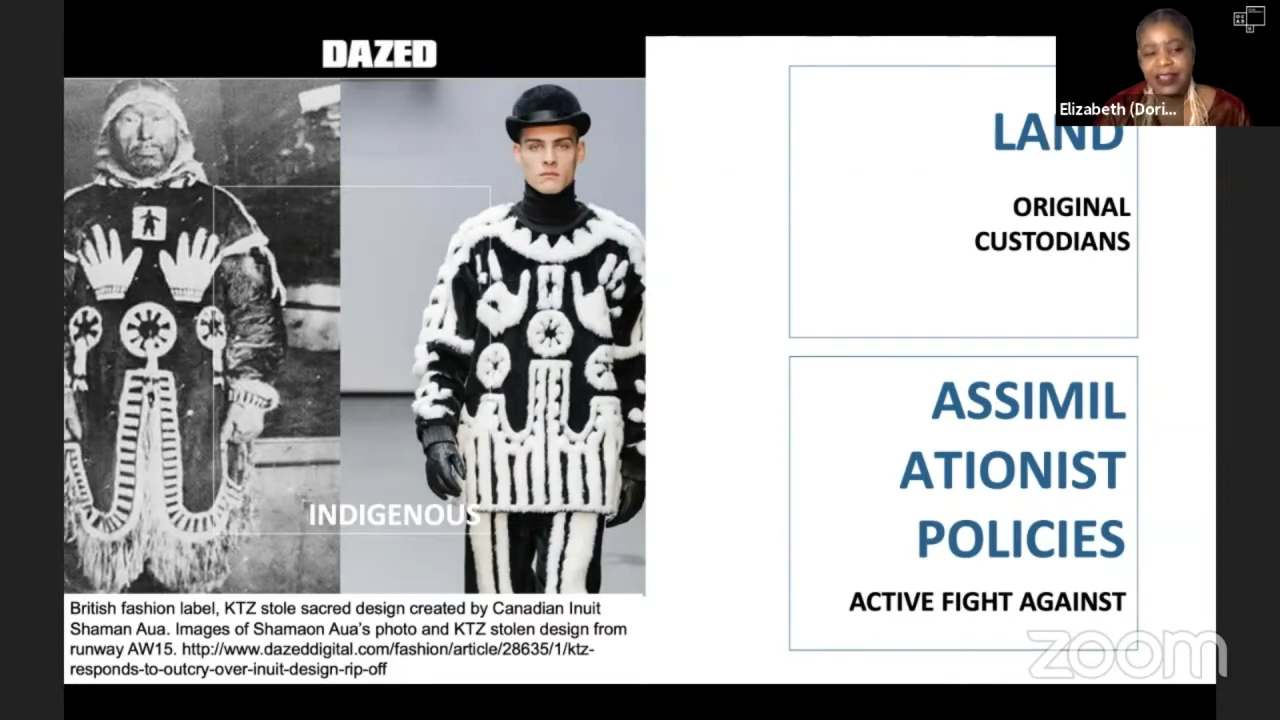 DAZED
INDIGENOUS
British fashion label, KTZ stole sacred design created by Canadian Inuit
Shaman Aua. Images of Shamaon Aua's photo and KTZ stolen design from
runway AW15. http://www.dazeddigital.com/fashion/article/28635/1/ktz-
responds-to-outcry-over-inuit-design-rip-off
LAND
ORIGINAL
CUSTODIANS
ASSIMIL
ATIONIST
POLICIES
ACTIVE FIGHT AGAINST
Elizabeth (Dori...
zoom